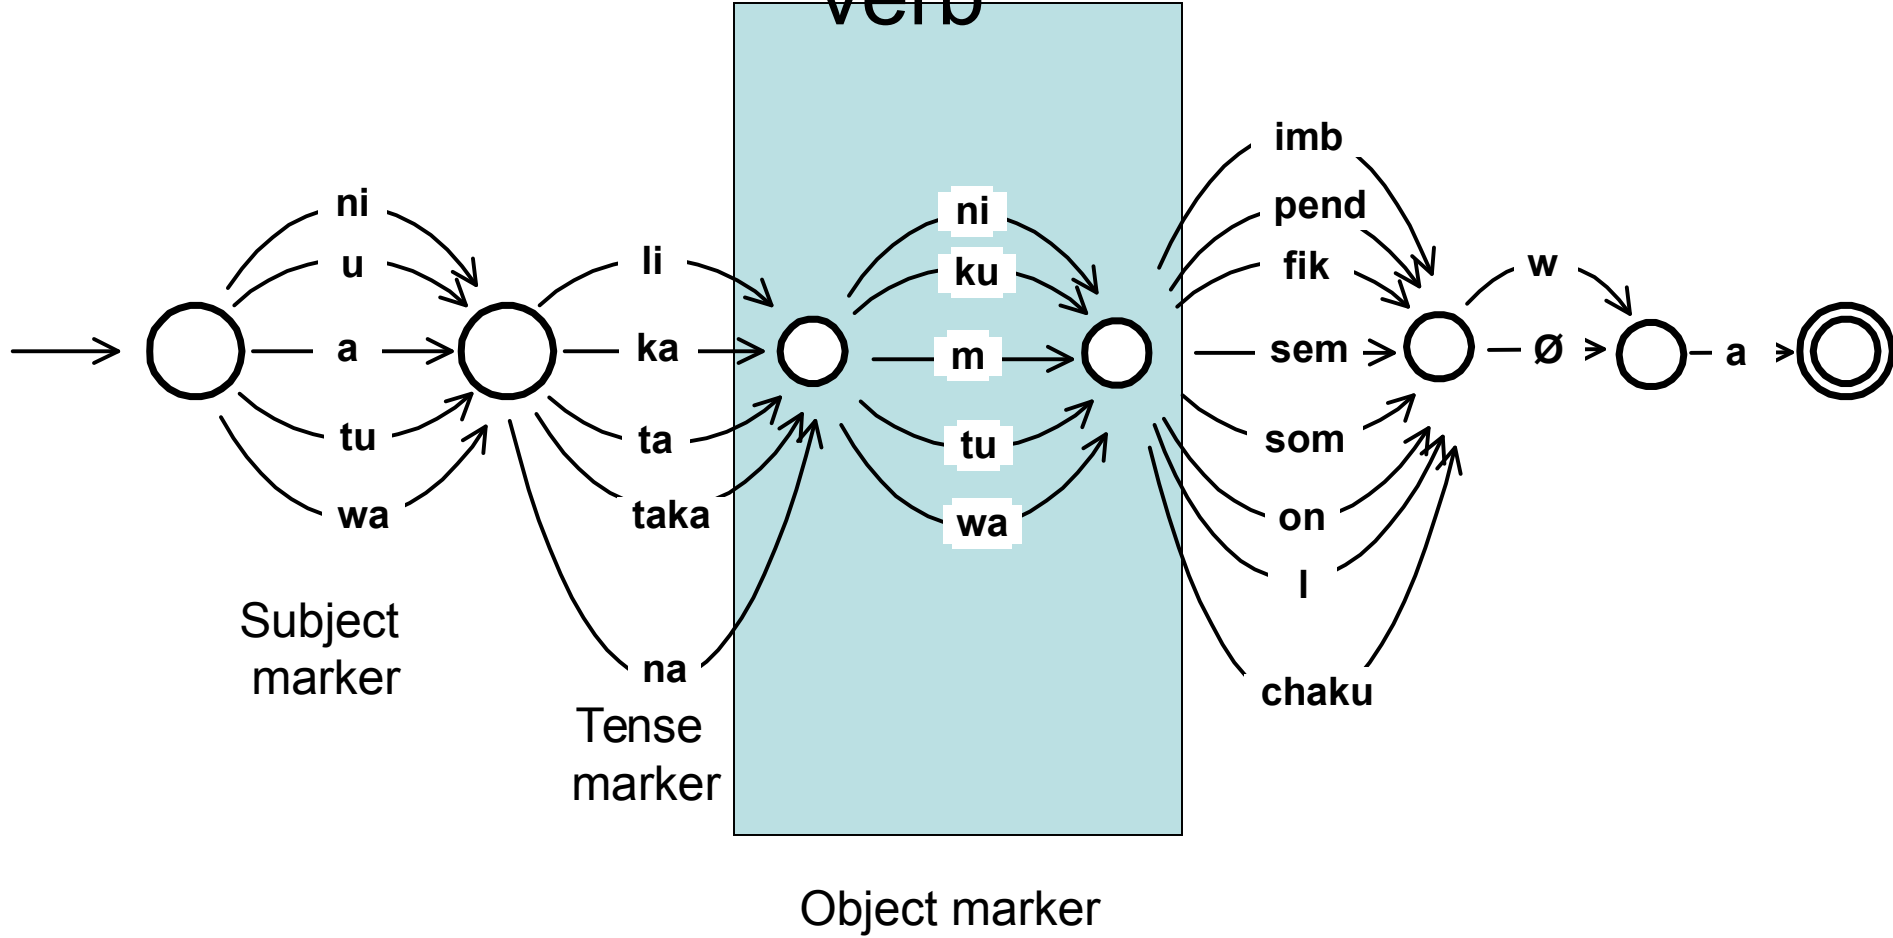 verb
ni
u
a
tu
wa
Subject
marker
li
ka
ta
taka
na
Tense
marker
ni
ku
m
tu
wa
Object marker
imb
pend
fik
sem
som
on
l
chaku
w
Ø
a